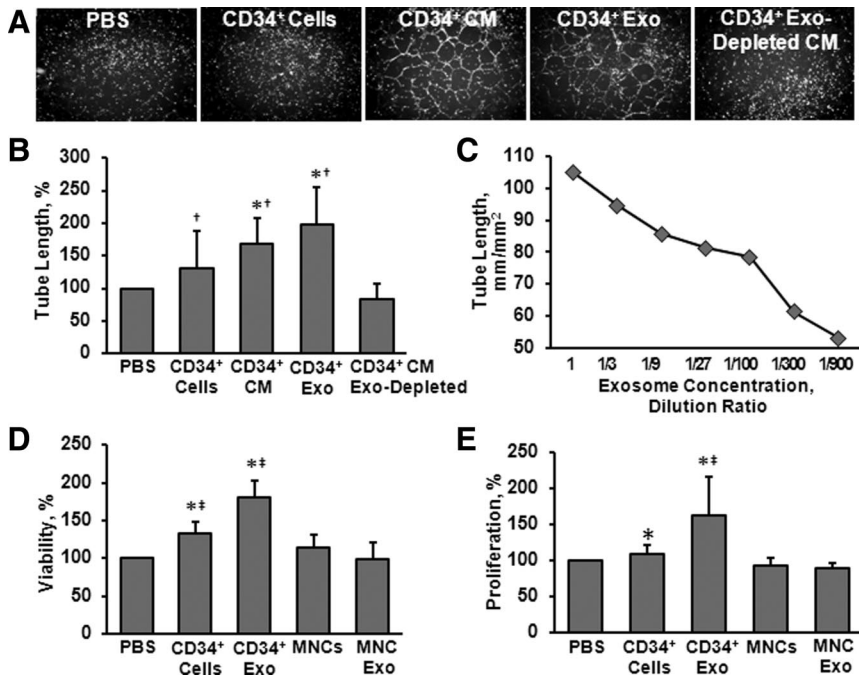 A
PBS
CD34⁺ Cells
CD34⁺ CM
CD34⁺ Exo
CD34⁺ Exo-
Depleted CM
B
Tube Length, %
300
250
200
150
100
50
0
†
*†
*†
PBS
CD34⁺
Cells
CD34⁺
CM
CD34⁺
Exo
CD34⁺ CM
Exo-Depleted
C
Tube Length,
mm/mm²
110
100
90
80
70
60
50
1
1/3
1/9
1/27
1/100
1/300
1/900
Exosome Concentration,
Dilution Ratio
D
Viability, %
250
200
150
100
50
0
*‡
*‡
PBS
CD34⁺
Cells
CD34⁺
Exo
MNCs
MNC
Exo
E
Proliferation, %
250
200
150
100
50
0
*
*‡
PBS
CD34⁺
Cells
CD34⁺
Exo
MNCs
MNC
Exo